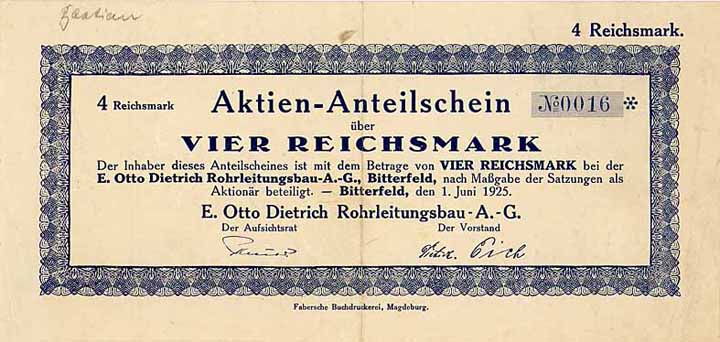 4 Reichsmark.
4 Reichsmark Aktien-Anteilschein №0016 *
über
VIER REICHSMARK
Der Inhaber dieses Anteilscheines ist mit dem Betrage von VIER REICHSMARK bei der
E. Otto Dietrich Rohrleitungsbau-A.-G., Bitterfeld, nach Maßgabe der Satzungen als
Aktionär beteiligt. — Bitterfeld, den 1. Juni 1925.
E. Otto Dietrich Rohrleitungsbau-A.-G.
Der Aufsichtsrat Der Vorstand
Fabersche Buchdruckerei, Magdeburg.